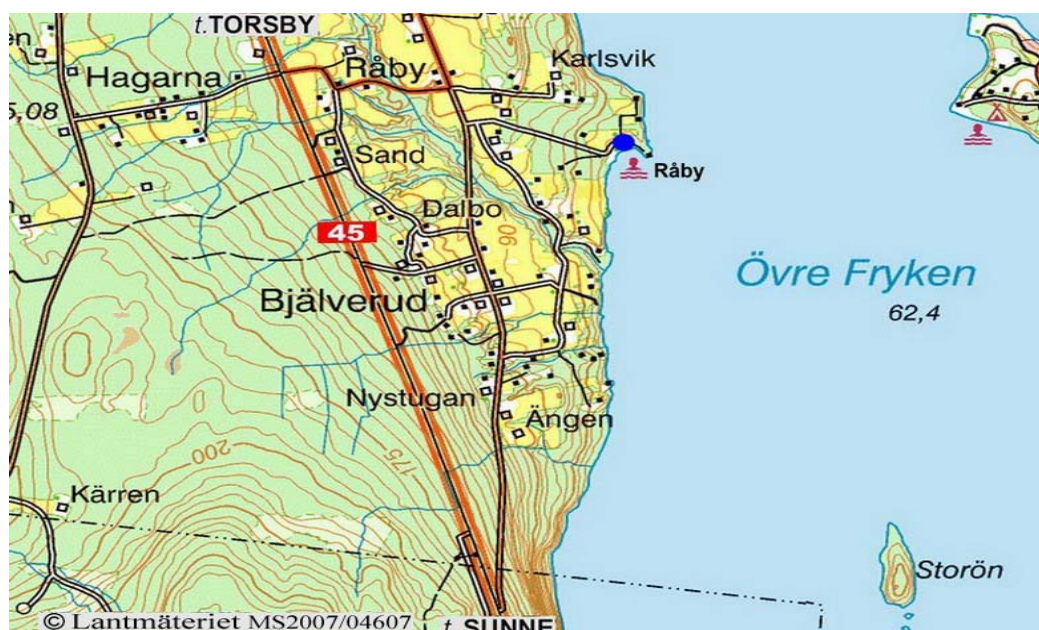 t.TORSBY
Karlsvik
Råby
Hagarna
5,08
Sand
Råby
Dalbo
45
90
Övre Fryken
62,4
Bjälverud
Nystugan
Ängen
200
175
Kärren
Storön
© Lantmäteriet MS2007/04607
t. SUNNE